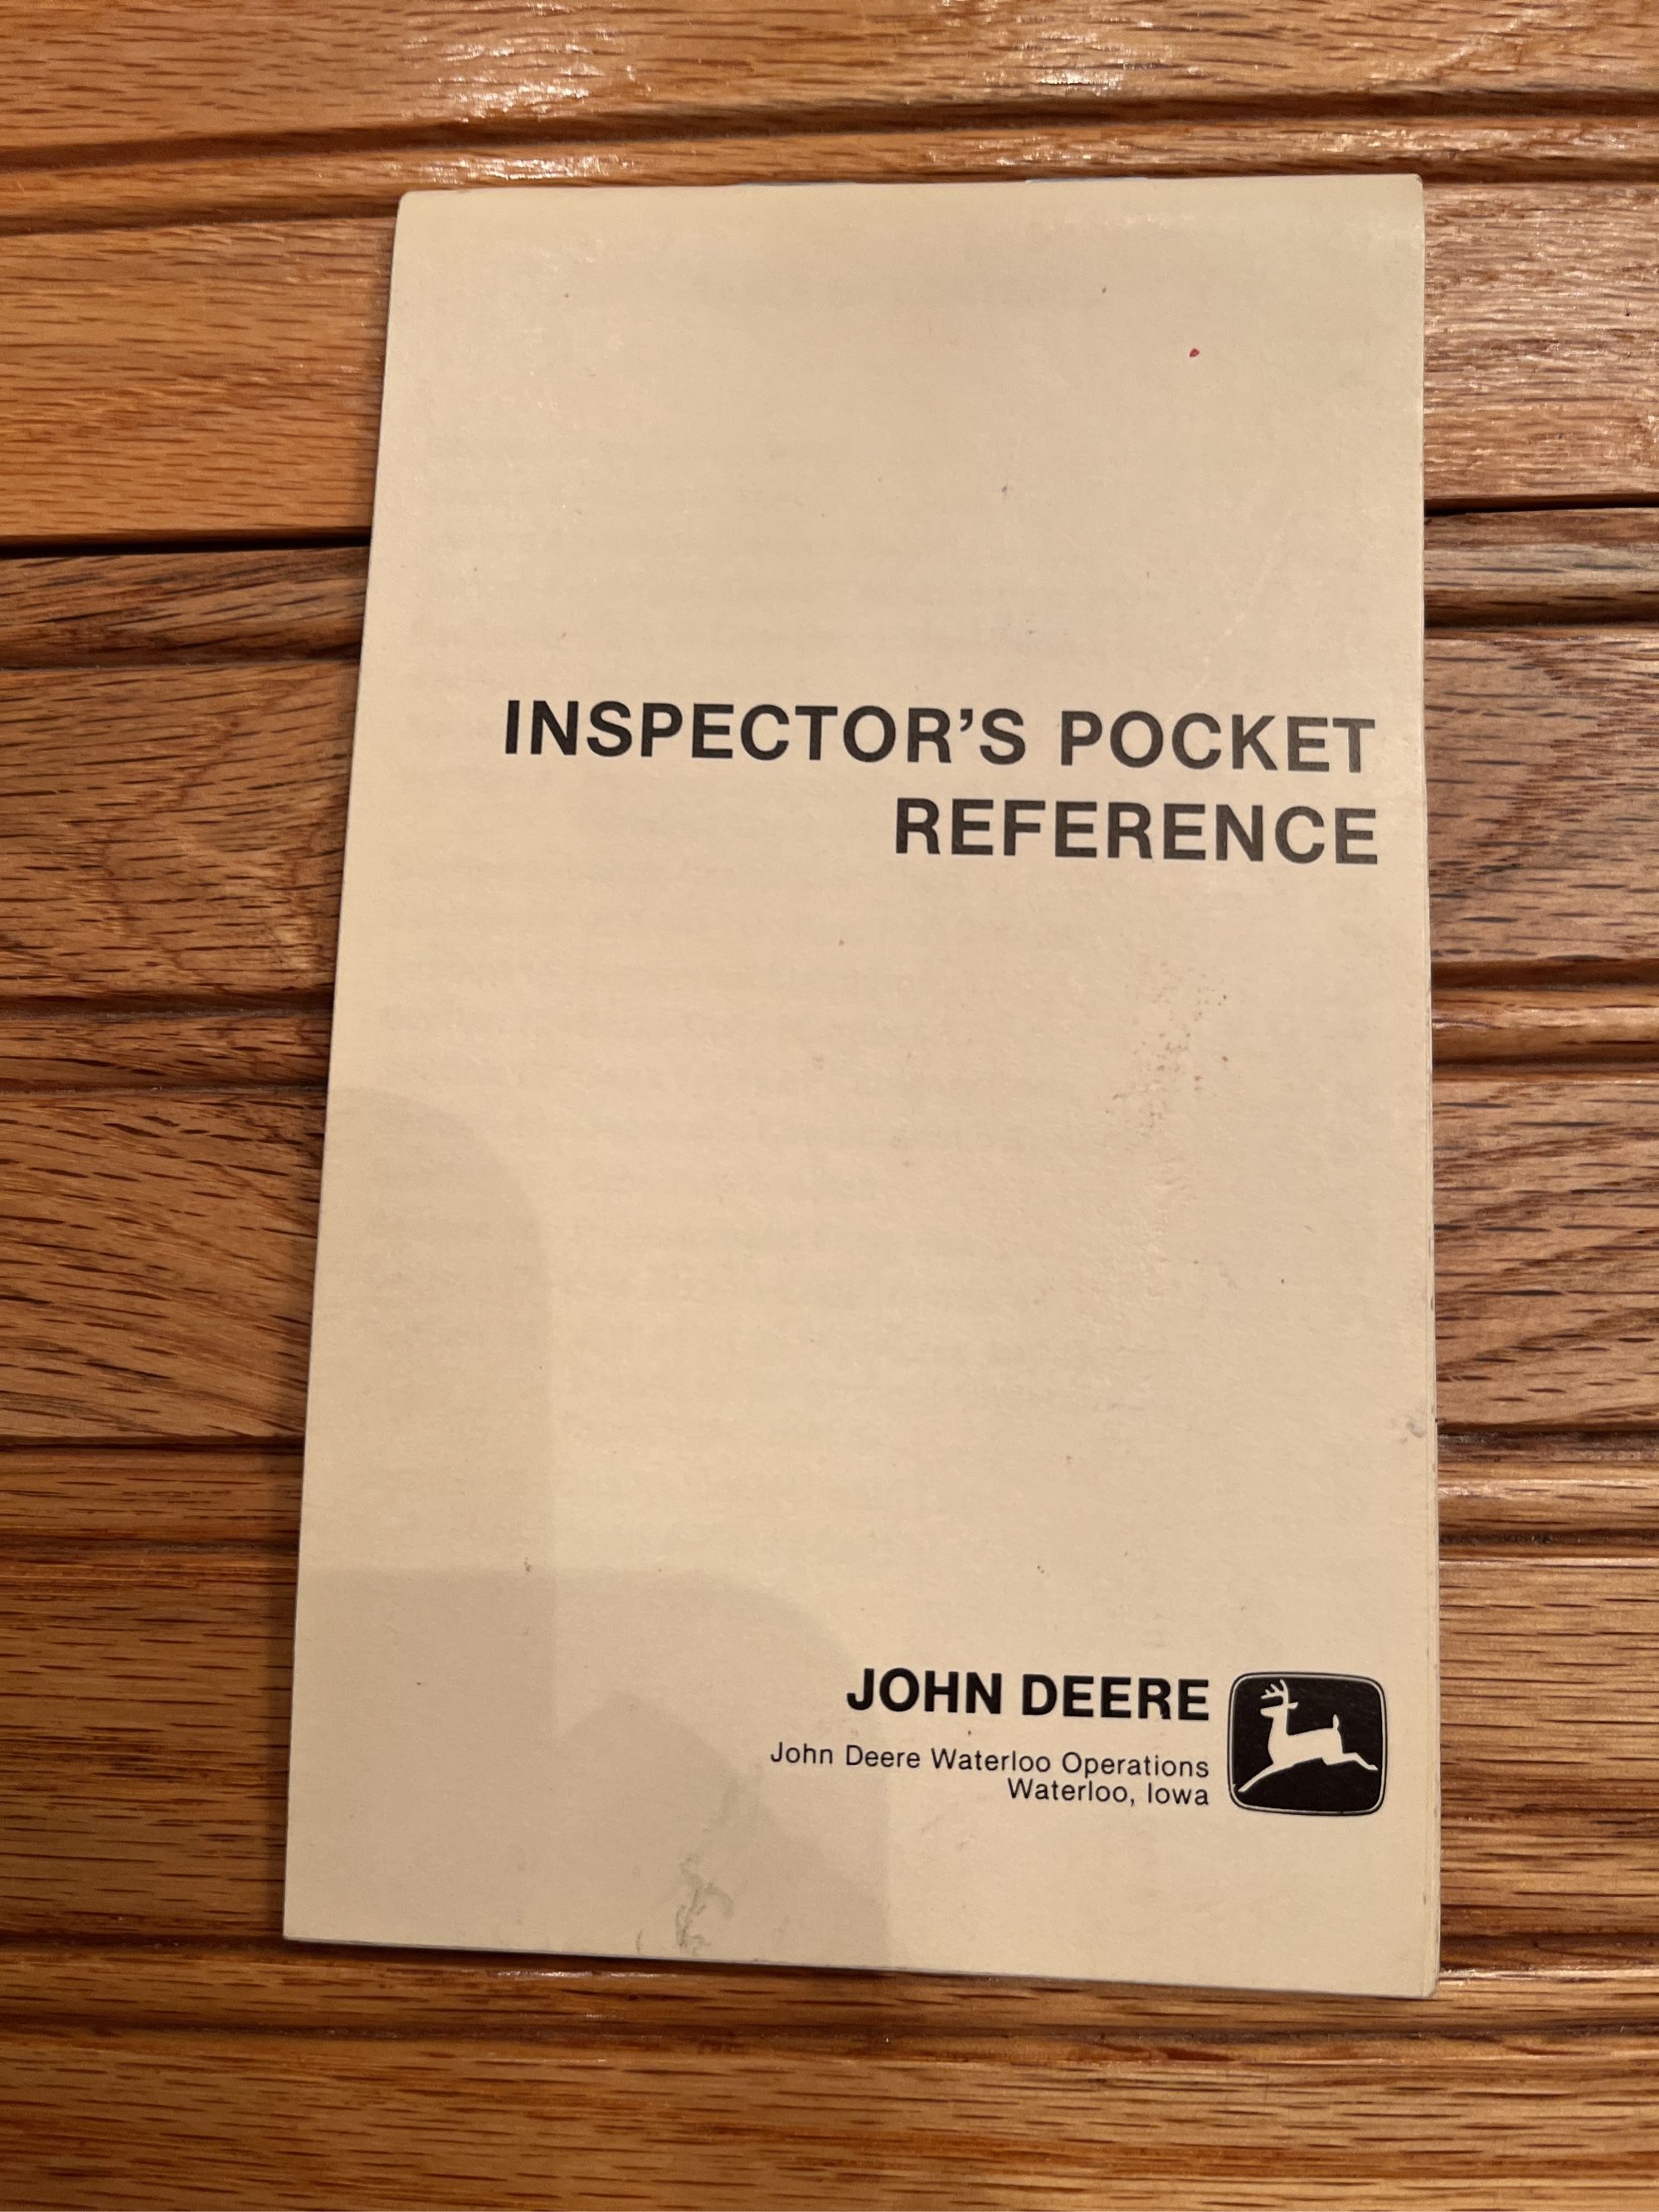 INSPECTOR’S POCKET
REFERENCE
JOHN DEERE
John Deere Waterloo Operations
Waterloo, Iowa